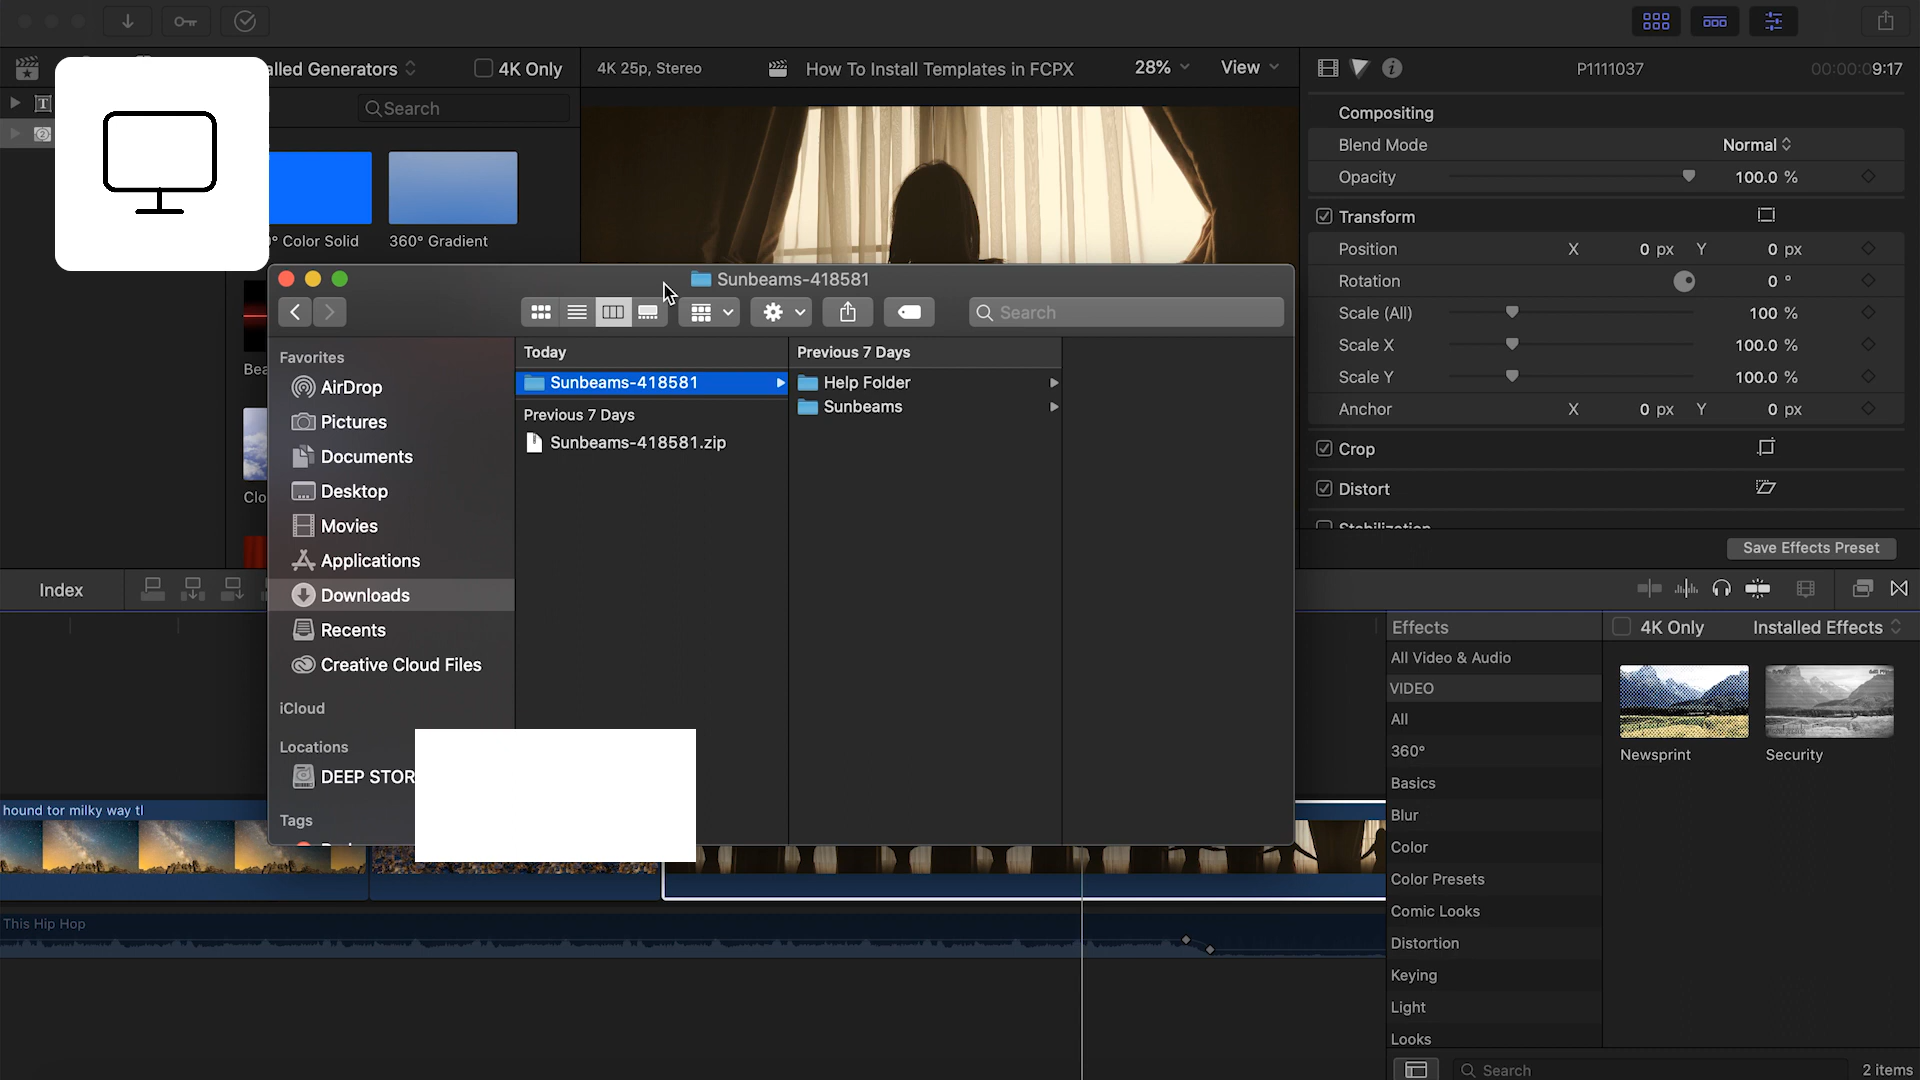 alled Generators
4K Only
4K 25p, Stereo
How To Install Templates in FCPX
28%
View
P1111037
00:00:09:17
T
Search
° Color Solid
360° Gradient
Bea
Clo
Compositing
Blend Mode
Normal
Opacity
100.0 %
Transform
Position
X 0 px Y 0 px
Rotation
0 °
Scale (All)
100 %
Scale X
100.0 %
Scale Y
100.0 %
Anchor
X 0 px Y 0 px
Crop
Distort
Stabilization
Save Effects Preset
Sunbeams-418581
Search
Favorites
AirDrop
Pictures
Documents
Desktop
Movies
Applications
Downloads
Recents
Creative Cloud Files
iCloud
Locations
DEEP STOR
Tags
Today
Sunbeams-418581
Previous 7 Days
Sunbeams-418581.zip
Previous 7 Days
Help Folder
Sunbeams
Index
hound tor milky way tl
This Hip Hop
Effects
4K Only
Installed Effects
All Video & Audio
VIDEO
All
360°
Basics
Blur
Color
Color Presets
Comic Looks
Distortion
Keying
Light
Looks
Newsprint
Security
Search
2 items